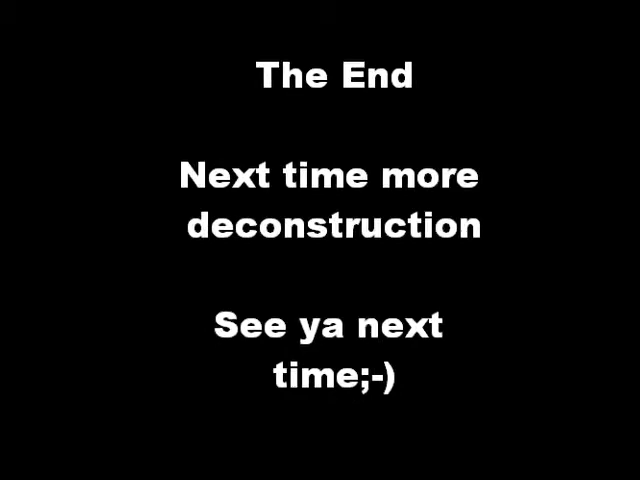 The End
Next time more
deconstruction
See ya next
time;-)